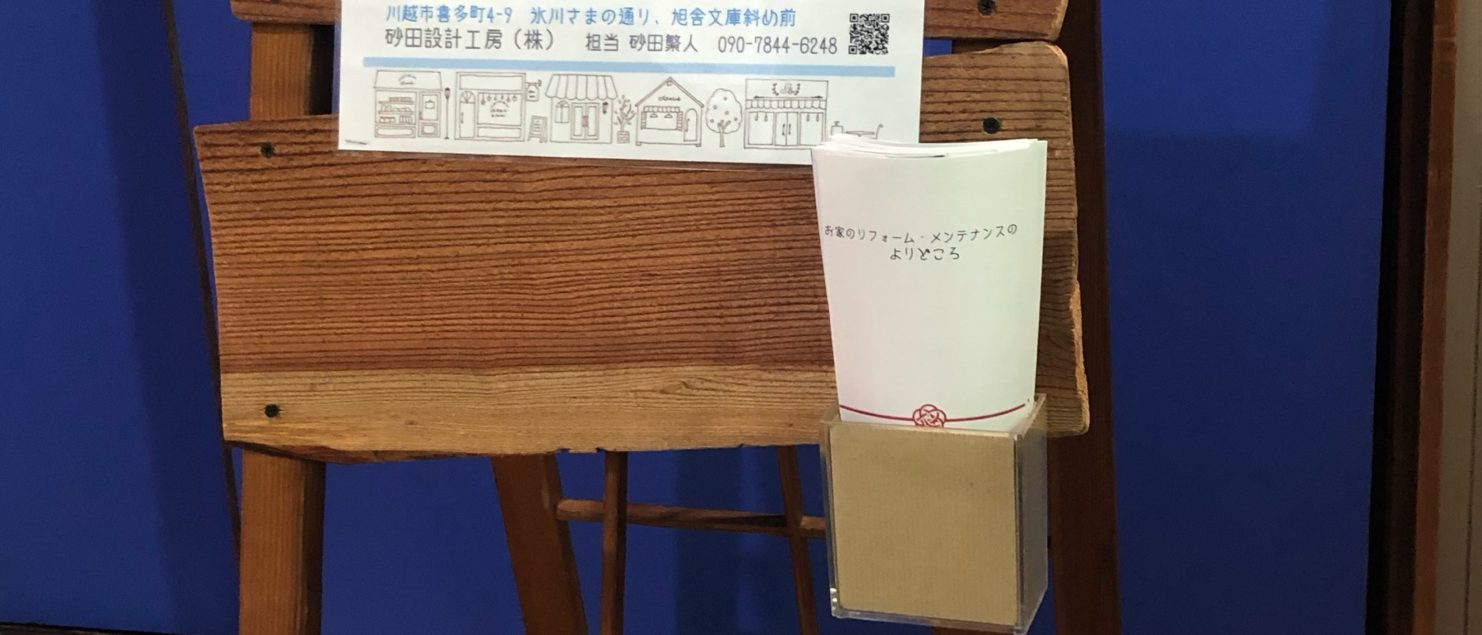 川越市喜多町4-9　氷川さまの通り、旭舎文庫斜め前
砂田設計工房（株）　担当 砂田繁人　090-7844-6248
お家のリフォーム・メンテナンスの
よりどころ